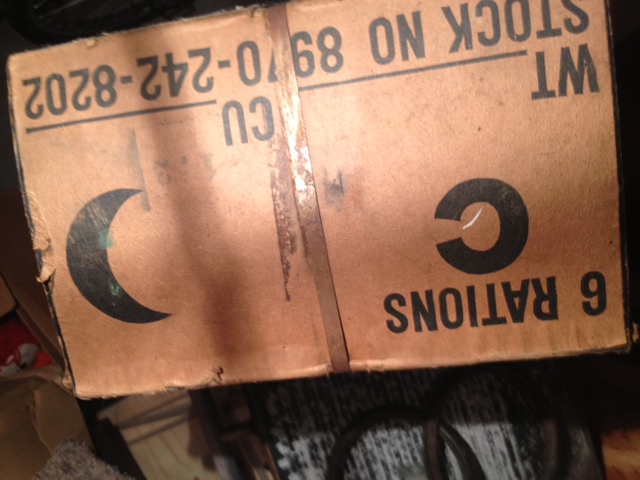 6 RATIONS
C
WT CU
STOCK NO 8970-242-8202